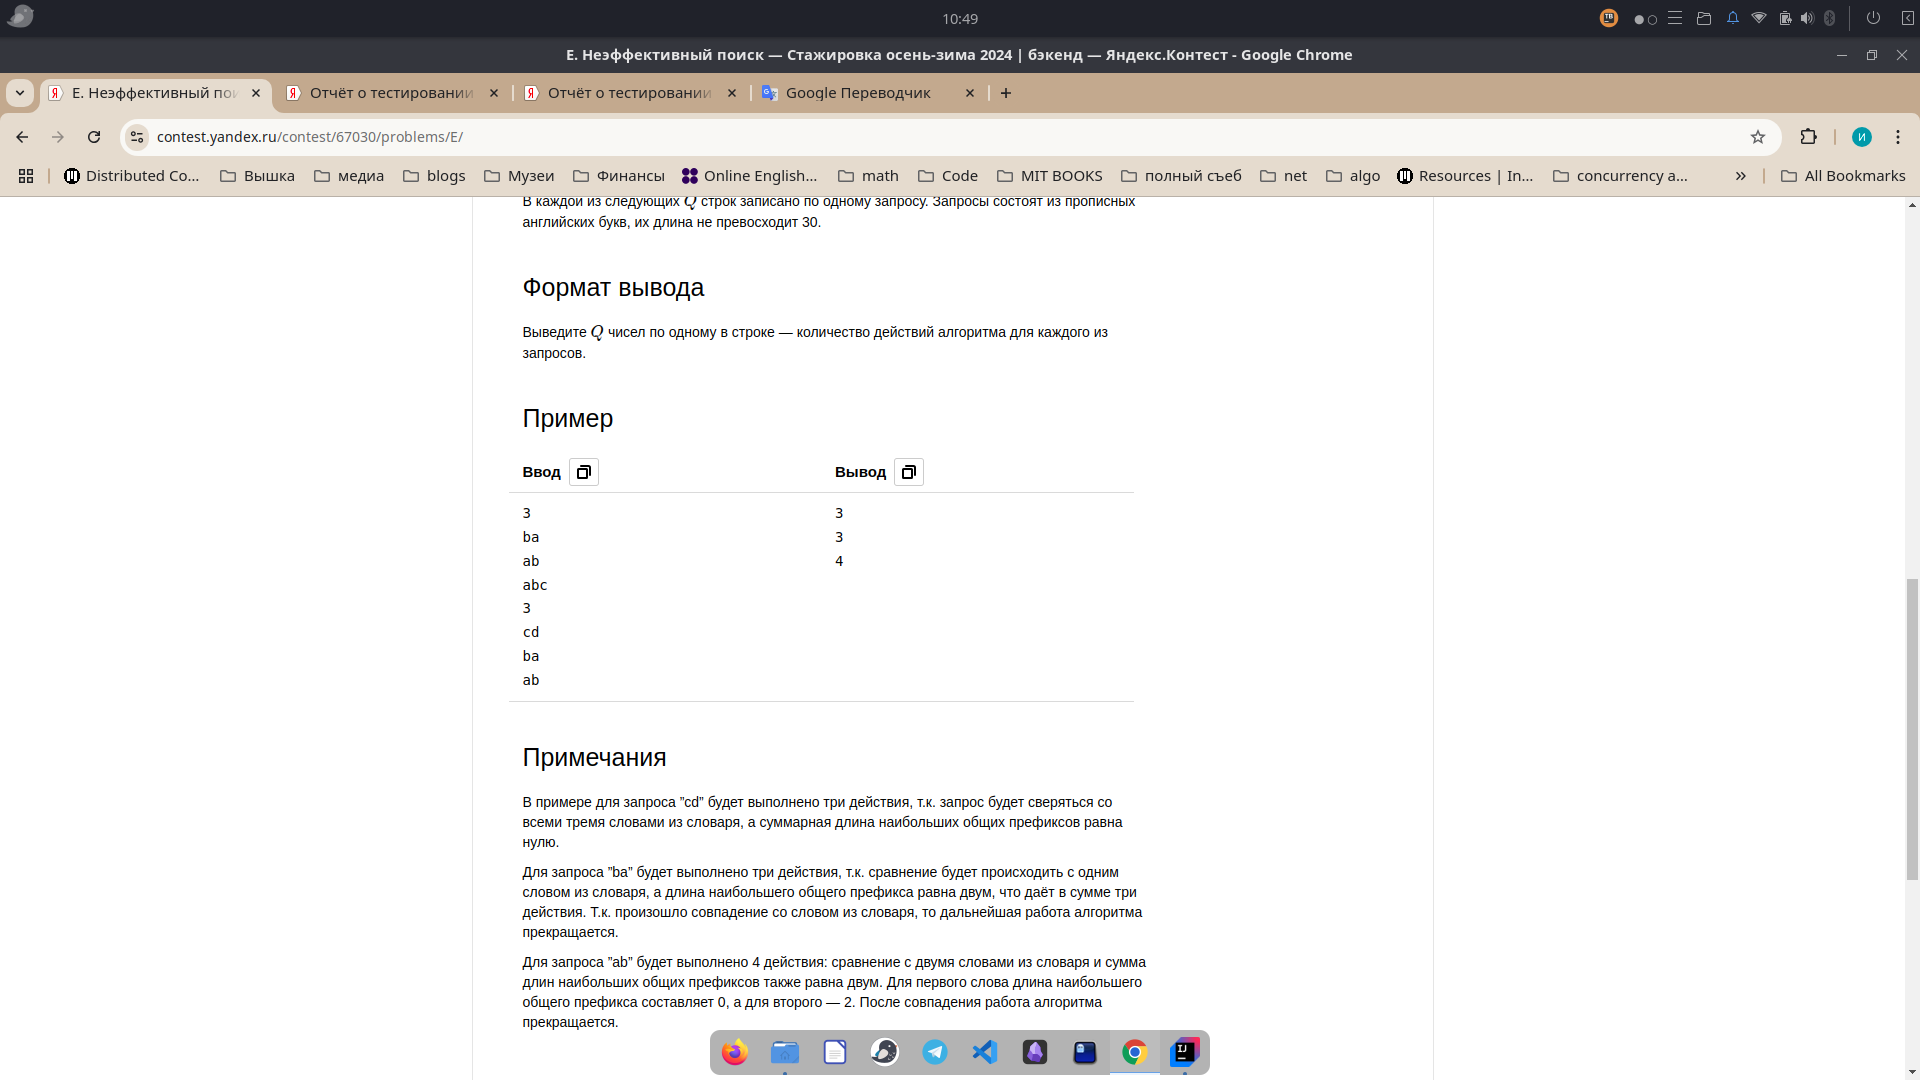 10:49
Е. Неэффективный поиск — Стажировка осень-зима 2024 | бэкенд — Яндекс.Контест - Google Chrome
Е. Неэффективный пои
Отчёт о тестировании
Отчёт о тестировании
Google Переводчик
contest.yandex.ru/contest/67030/problems/E/
И
Distributed Co...
Вышка
медиа
blogs
Музеи
Финансы
Online English...
math
Code
MIT BOOKS
полный съеб
net
algo
Resources | In...
concurrency a...
All Bookmarks
В каждой из следующих Q строк записано по одному запросу. Запросы состоят из прописных
английских букв, их длина не превосходит 30.
Формат вывода
Выведите Q чисел по одному в строке — количество действий алгоритма для каждого из
запросов.
Пример
Ввод
Вывод
3
ba
ab
abc
3
cd
ba
ab
3
3
4
Примечания
В примере для запроса ”cd” будет выполнено три действия, т.к. запрос будет сверяться со
всеми тремя словами из словаря, а суммарная длина наибольших общих префиксов равна
нулю.
Для запроса ”ba” будет выполнено три действия, т.к. сравнение будет происходить с одним
словом из словаря, а длина наибольшего общего префикса равна двум, что даёт в сумме три
действия. Т.к. произошло совпадение со словом из словаря, то дальнейшая работа алгоритма
прекращается.
Для запроса ”ab” будет выполнено 4 действия: сравнение с двумя словами из словаря и сумма
длин наибольших общих префиксов также равна двум. Для первого слова длина наибольшего
общего префикса составляет 0, а для второго — 2. После совпадения работа алгоритма
прекращается.